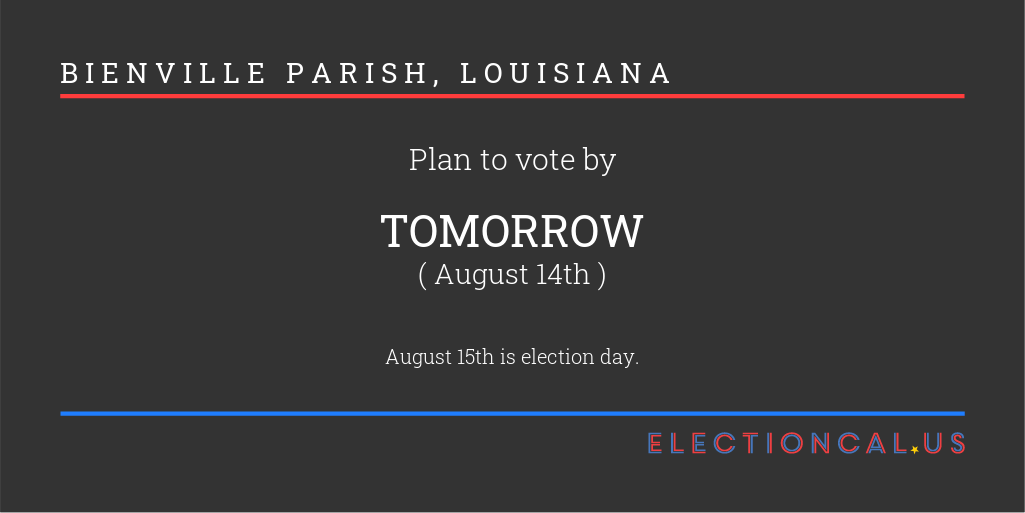 BIENVILLE PARISH, LOUISIANA
Plan to vote by
TOMORROW
( August 14th )
August 15th is election day.
ELECTIONCAL.US